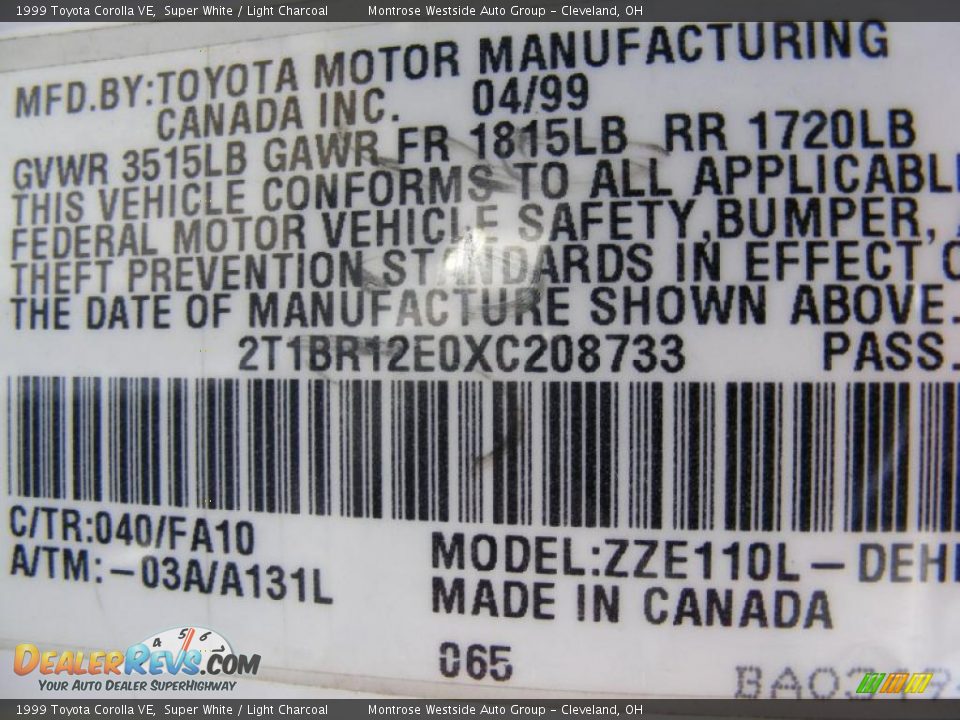 1999 Toyota Corolla VE, Super White / Light Charcoal Montrose Westside Auto Group - Cleveland, OH
MFD.BY:TOYOTA MOTOR MANUFACTURING
CANADA INC. 04/99
GVWR 3515LB GAWR FR 1815LB RR 1720LB
THIS VEHICLE CONFORMS TO ALL APPLICABL
FEDERAL MOTOR VEHICLE SAFETY,BUMPER,
THEFT PREVENTION STANDARDS IN EFFECT
THE DATE OF MANUFACTURE SHOWN ABOVE.
2T1BR12E0XC208733 PASS.
C/TR:040/FA10
A/TM:-03A/A131L
MODEL:ZZE110L-DEH
MADE IN CANADA
065
4 5 6
DEALERREVS.COM
YOUR AUTO DEALER SUPERHIGHWAY
1999 Toyota Corolla VE, Super White / Light Charcoal Montrose Westside Auto Group - Cleveland, OH